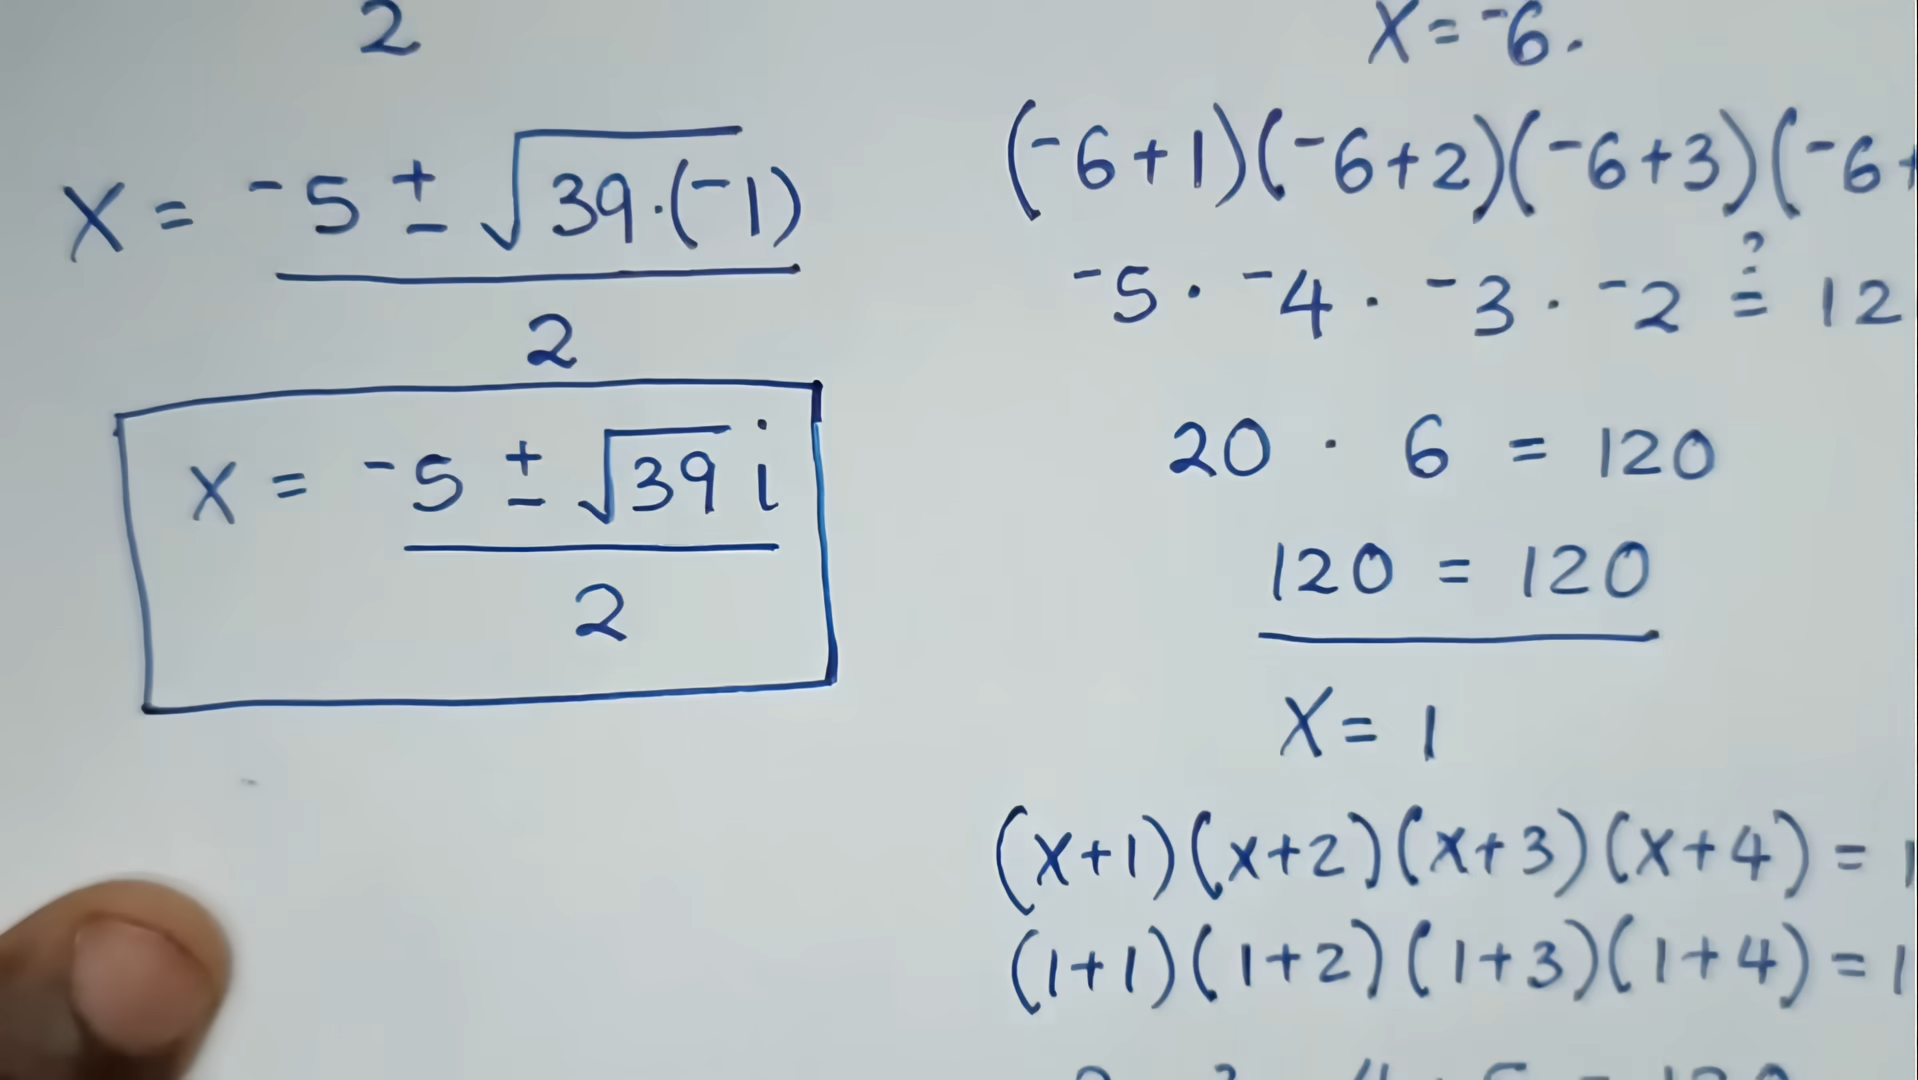 2
X = -5 ± √39·(-1)
2
X = -5 ± √39 i
2
X = -6.
(-6+1)(-6+2)(-6+3)(-6+
-5 · -4 · -3 · -2 ≟ 12
20 · 6 = 120
120 = 120
X = 1
(x+1)(x+2)(x+3)(x+4) = 1
(1+1)(1+2)(1+3)(1+4) = 1